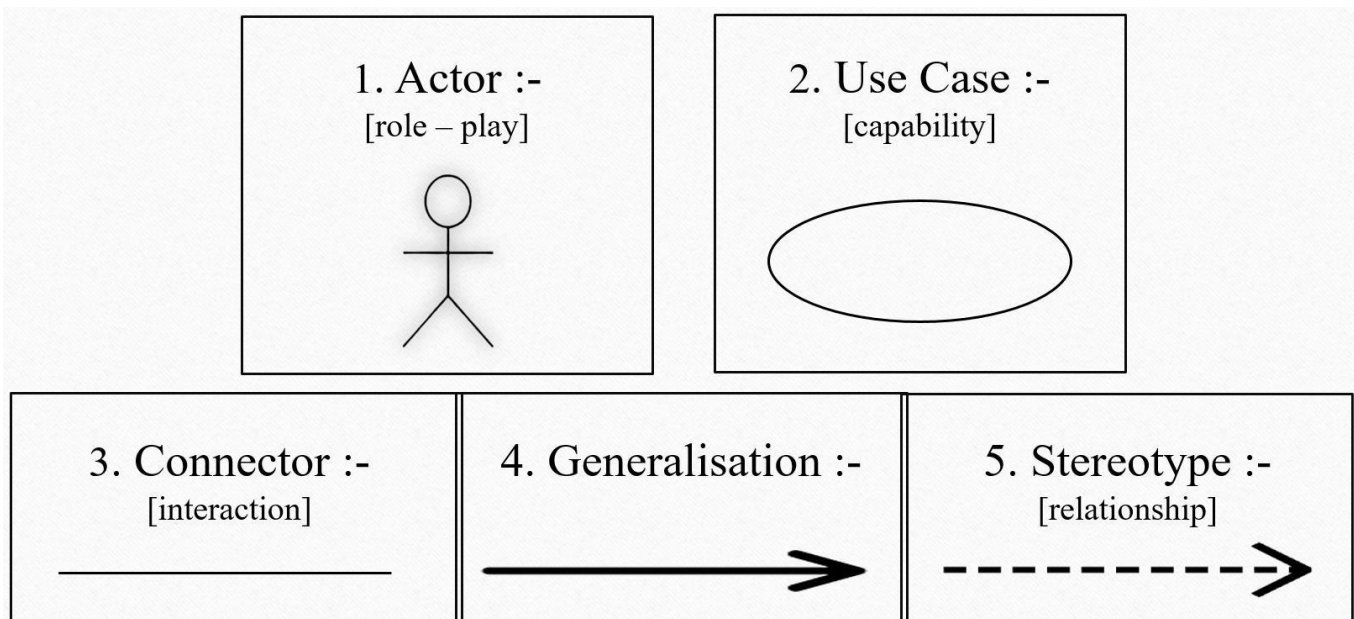 1. Actor :-
[role – play]
2. Use Case :-
[capability]
3. Connector :-
[interaction]
4. Generalisation :-
5. Stereotype :-
[relationship]